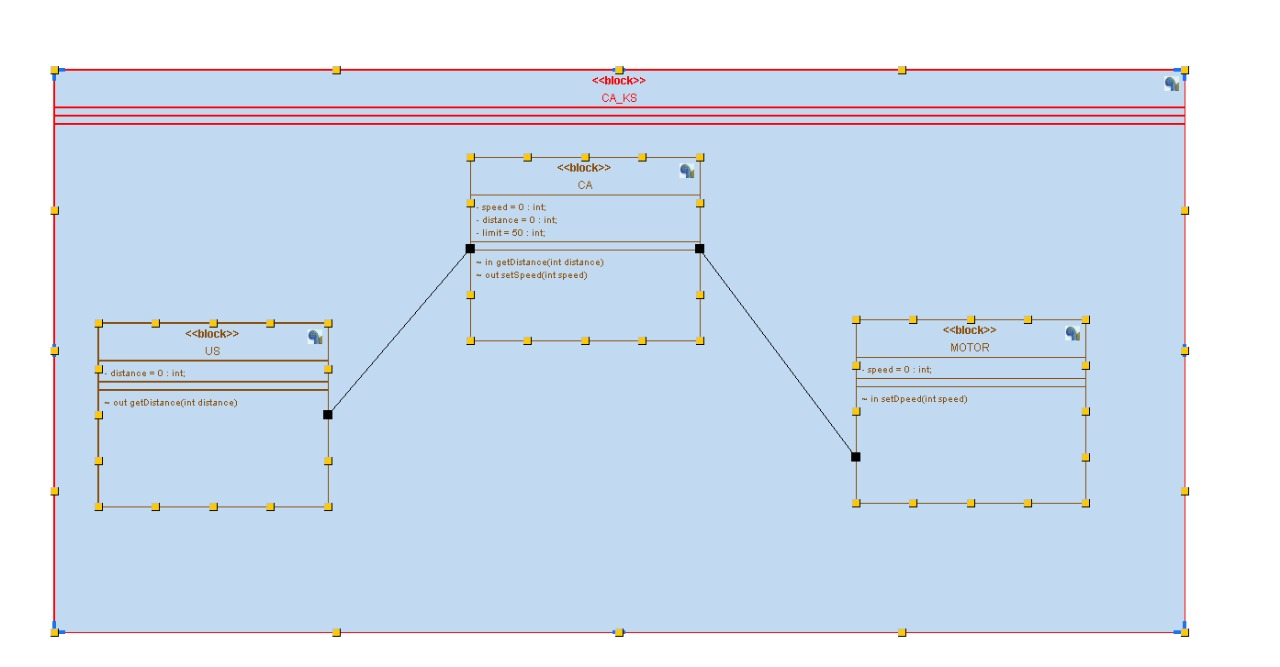 <<block>>
CA_KS
<<block>>
CA
- speed = 0 : int;
- distance = 0 : int;
- limit = 50 : int;
~ in getDistance(int distance)
~ out setSpeed(int speed)
<<block>>
US
- distance = 0 : int;
~ out getDistance(int distance)
<<block>>
MOTOR
- speed = 0 : int;
~ in setDpeed(int speed)